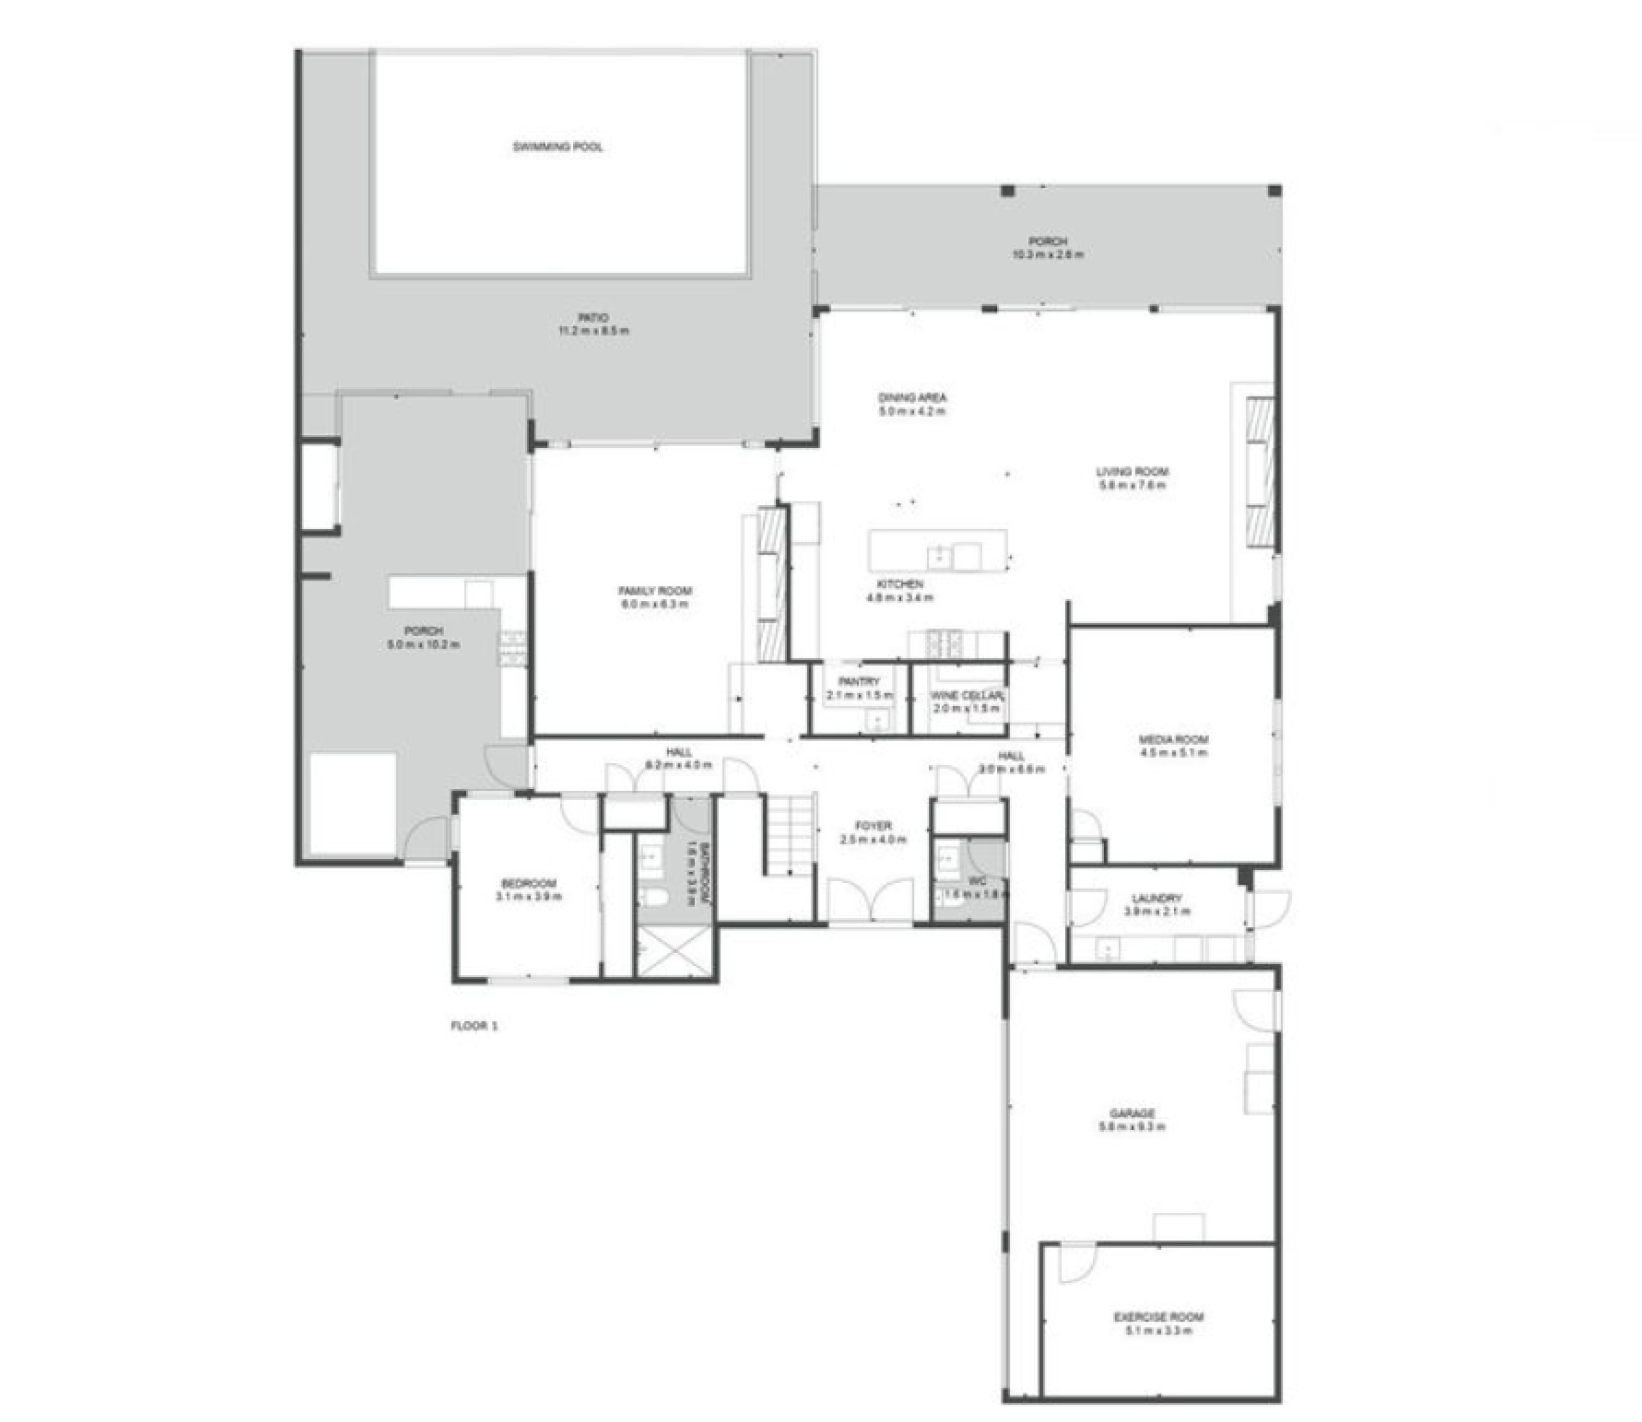 SWIMMING POOL
PORCH
10.3 m x 2.6 m
PATIO
11.2 m x 8.5 m
DINING AREA
5.0 m x 4.2 m
LIVING ROOM
5.8 m x 7.6 m
FAMILY ROOM
6.0 m x 6.3 m
KITCHEN
4.8 m x 3.4 m
PORCH
5.0 m x 10.2 m
PANTRY
2.1 m x 1.5 m
WINE CELLAR
2.0 m x 1.5 m
MEDIA ROOM
4.5 m x 5.1 m
HALL
6.2 m x 4.0 m
HALL
3.0 m x 6.6 m
FOYER
2.5 m x 4.0 m
BEDROOM
3.1 m x 3.9 m
BATHROOM
1.6 m x 3.9 m
WC
1.6 m x 1.8 m
LAUNDRY
3.9 m x 2.1 m
FLOOR 1
GARAGE
5.8 m x 9.3 m
EXERCISE ROOM
5.1 m x 3.3 m